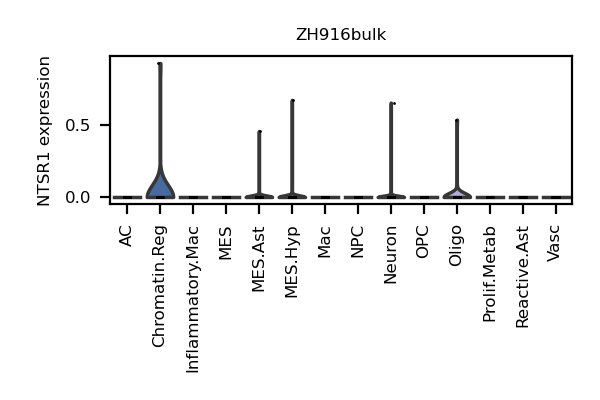 ZH916bulk
NTSR1 expression
0.5
0.0
AC
Chromatin.Reg
Inflammatory.Mac
MES
MES.Ast
MES.Hyp
Mac
NPC
Neuron
OPC
Oligo
Prolif.Metab
Reactive.Ast
Vasc